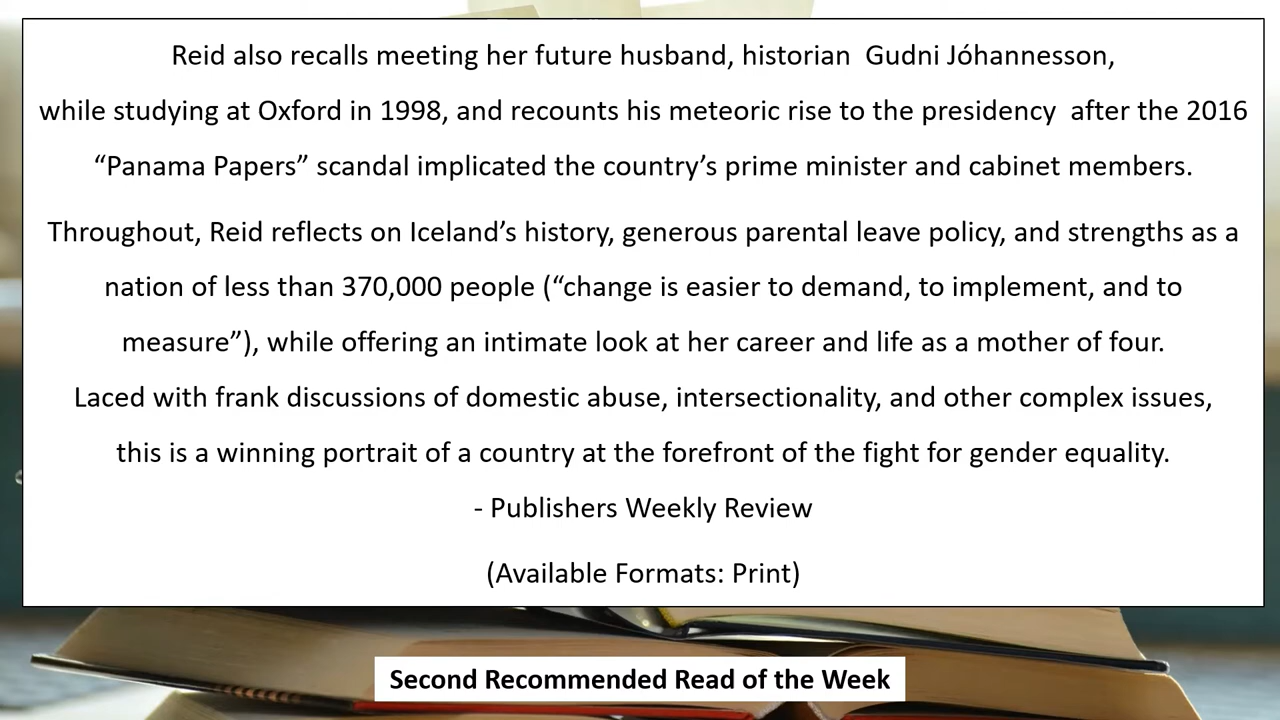 Reid also recalls meeting her future husband, historian  Gudni Jóhannesson,
while studying at Oxford in 1998, and recounts his meteoric rise to the presidency  after the 2016
“Panama Papers” scandal implicated the country’s prime minister and cabinet members.
Throughout, Reid reflects on Iceland’s history, generous parental leave policy, and strengths as a
nation of less than 370,000 people (“change is easier to demand, to implement, and to
measure”), while offering an intimate look at her career and life as a mother of four.
Laced with frank discussions of domestic abuse, intersectionality, and other complex issues,
this is a winning portrait of a country at the forefront of the fight for gender equality.
- Publishers Weekly Review
(Available Formats: Print)
Second Recommended Read of the Week